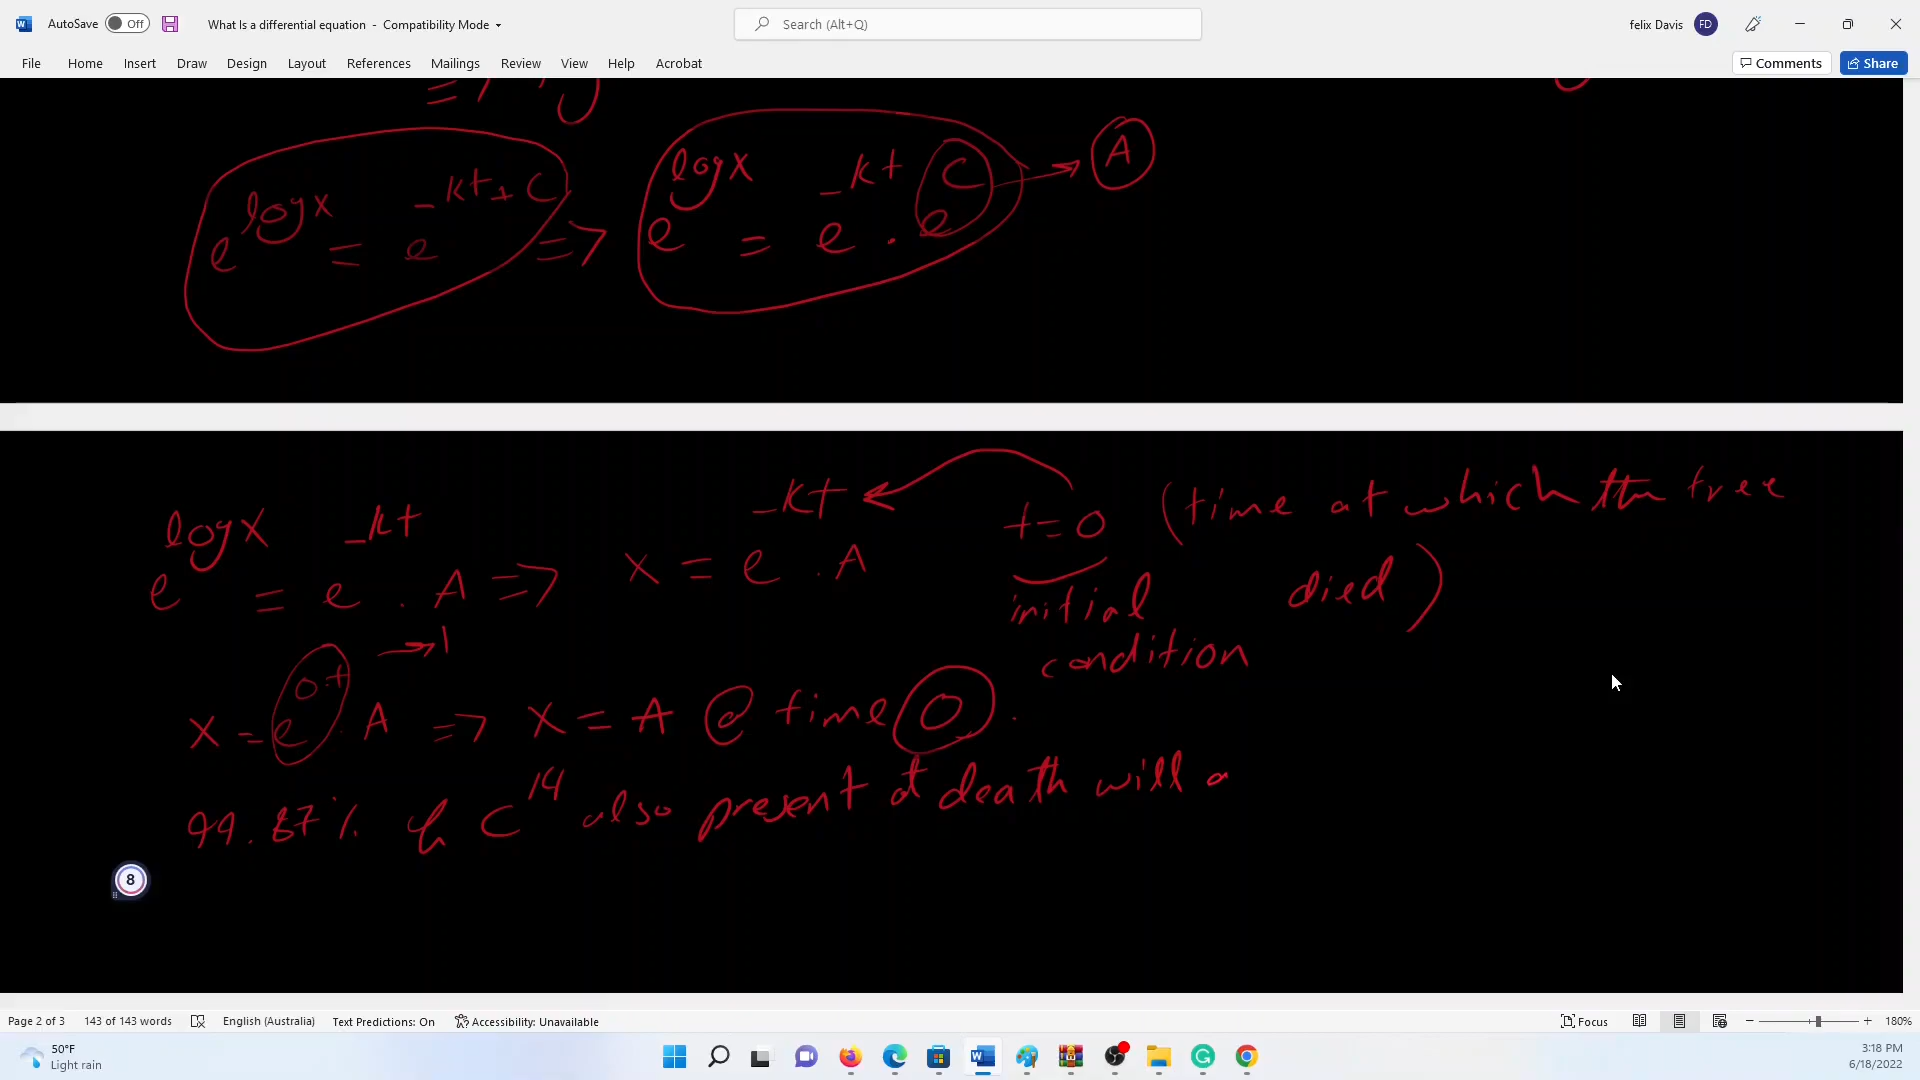 AutoSave Off What Is a differential equation - Compatibility Mode Search (Alt+Q) felix Davis FD
File Home Insert Draw Design Layout References Mailings Review View Help Acrobat Comments Share
=>
e^logx = e^-kt+C => e^logx = e^-kt . e^C → A
e^logx = e^-kt . A => x = e^-kt . A t=0 (time at which the tree
initial died)
condition
→1
x = e^0.t . A => x = A @ time 0 .
99.87% of C^14 also present at death will a
8
Page 2 of 3 143 of 143 words English (Australia) Text Predictions: On Accessibility: Unavailable Focus 180%
50°F
Light rain
3:18 PM
6/18/2022